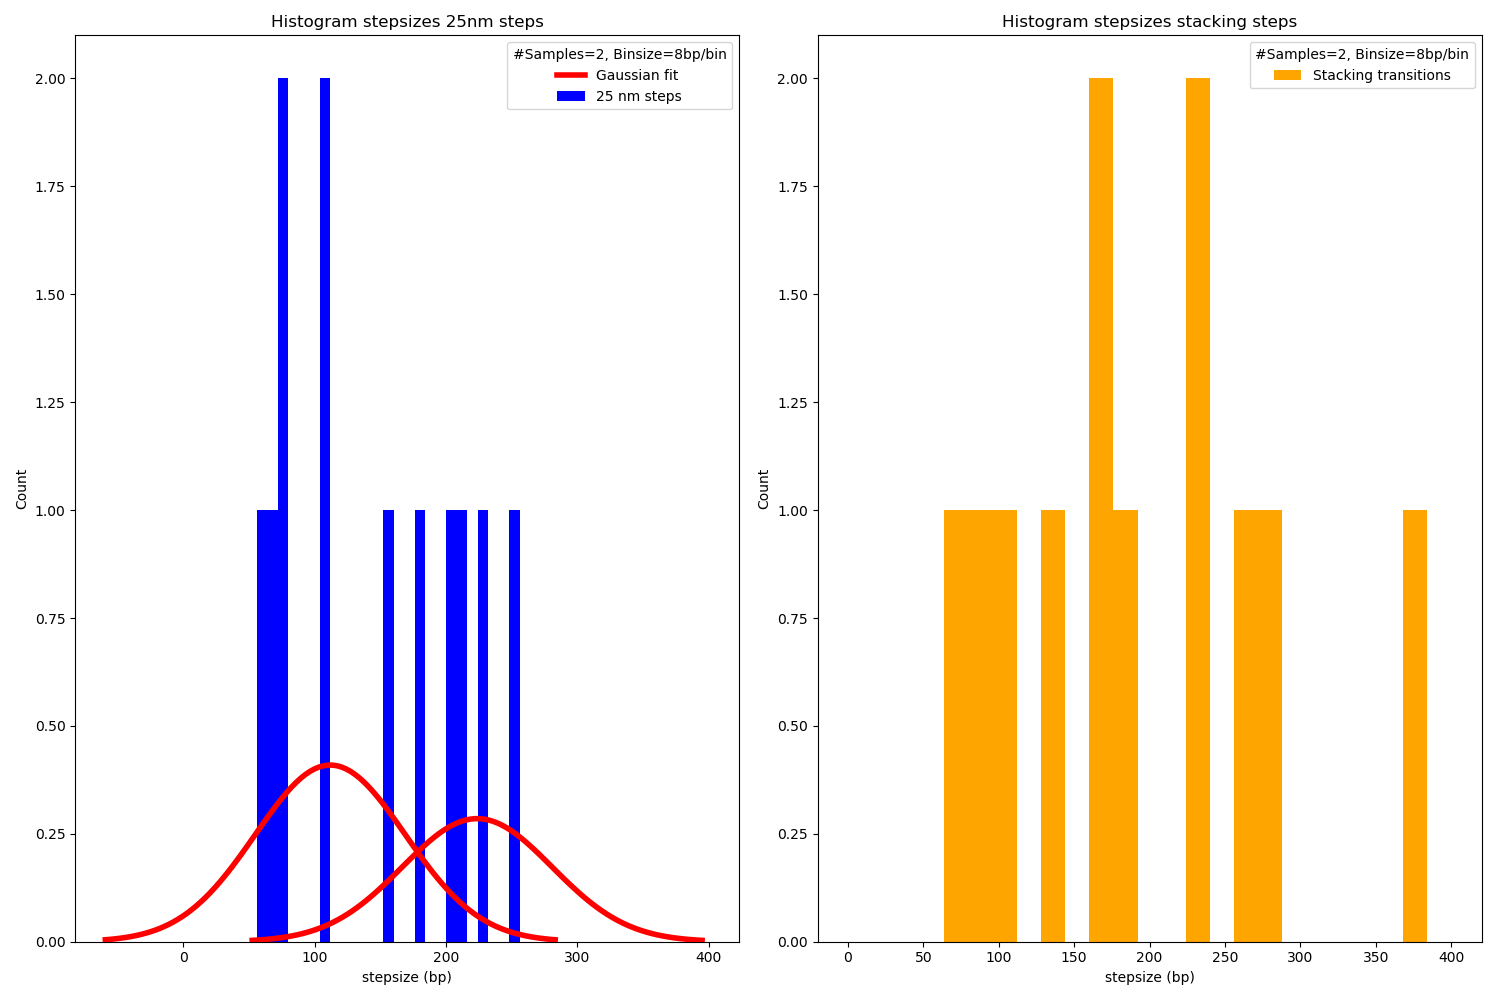 Histogram stepsizes 25nm steps
#Samples=2, Binsize=8bp/bin
Gaussian fit
25 nm steps
Count
2.00
1.75
1.50
1.25
1.00
0.75
0.50
0.25
0.00
0 100 200 300 400
stepsize (bp)
Histogram stepsizes stacking steps
#Samples=2, Binsize=8bp/bin
Stacking transitions
Count
2.00
1.75
1.50
1.25
1.00
0.75
0.50
0.25
0.00
0 50 100 150 200 250 300 350 400
stepsize (bp)